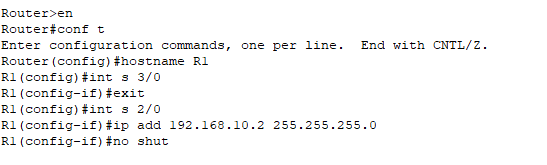 Router>en
Router#conf t
Enter configuration commands, one per line.  End with CNTL/Z.
Router(config)#hostname R1
R1(config)#int s 3/0
R1(config-if)#exit
R1(config)#int s 2/0
R1(config-if)#ip add 192.168.10.2 255.255.255.0
R1(config-if)#no shut